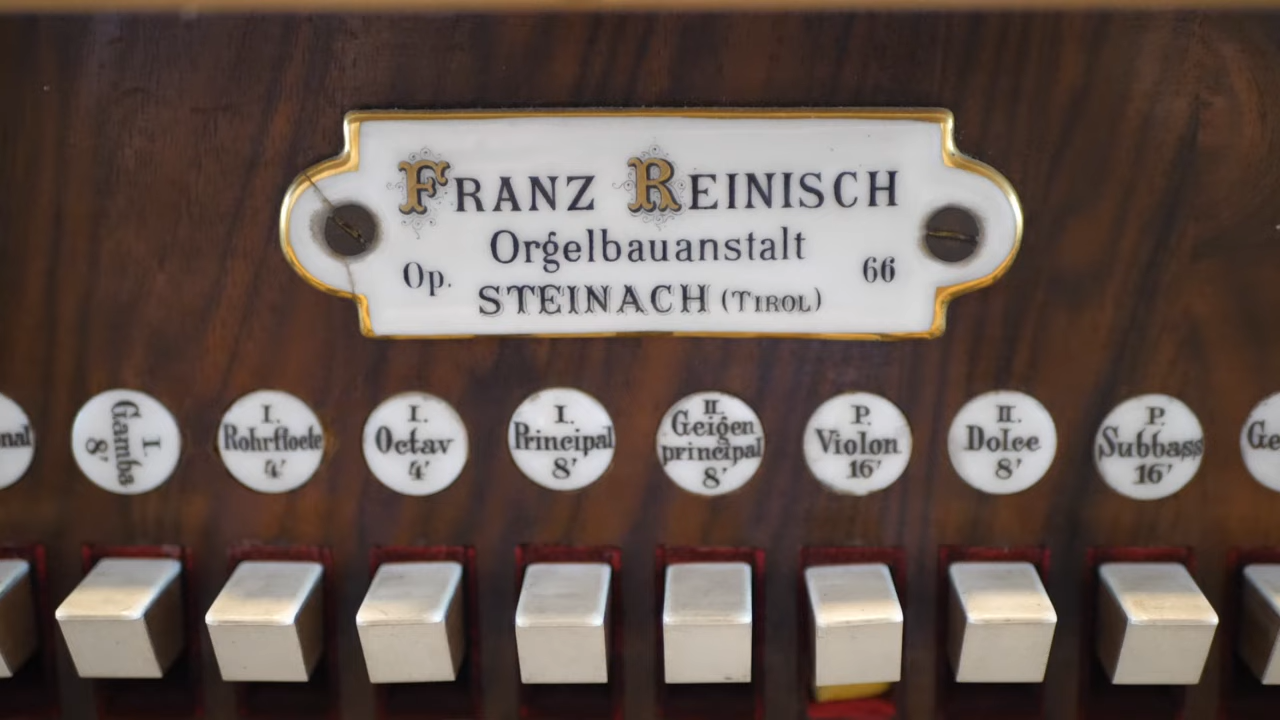 FRANZ REINISCH
Orgelbauanstalt
Op. 66
STEINACH (TIROL)
I.
Gamba
8'
I.
Rohrfloete
4'
I.
Octav
4'
I.
Principal
8'
II.
Geigen
principal
8'
P.
Violon
16'
II.
Dolce
8'
P.
Subbass
16'